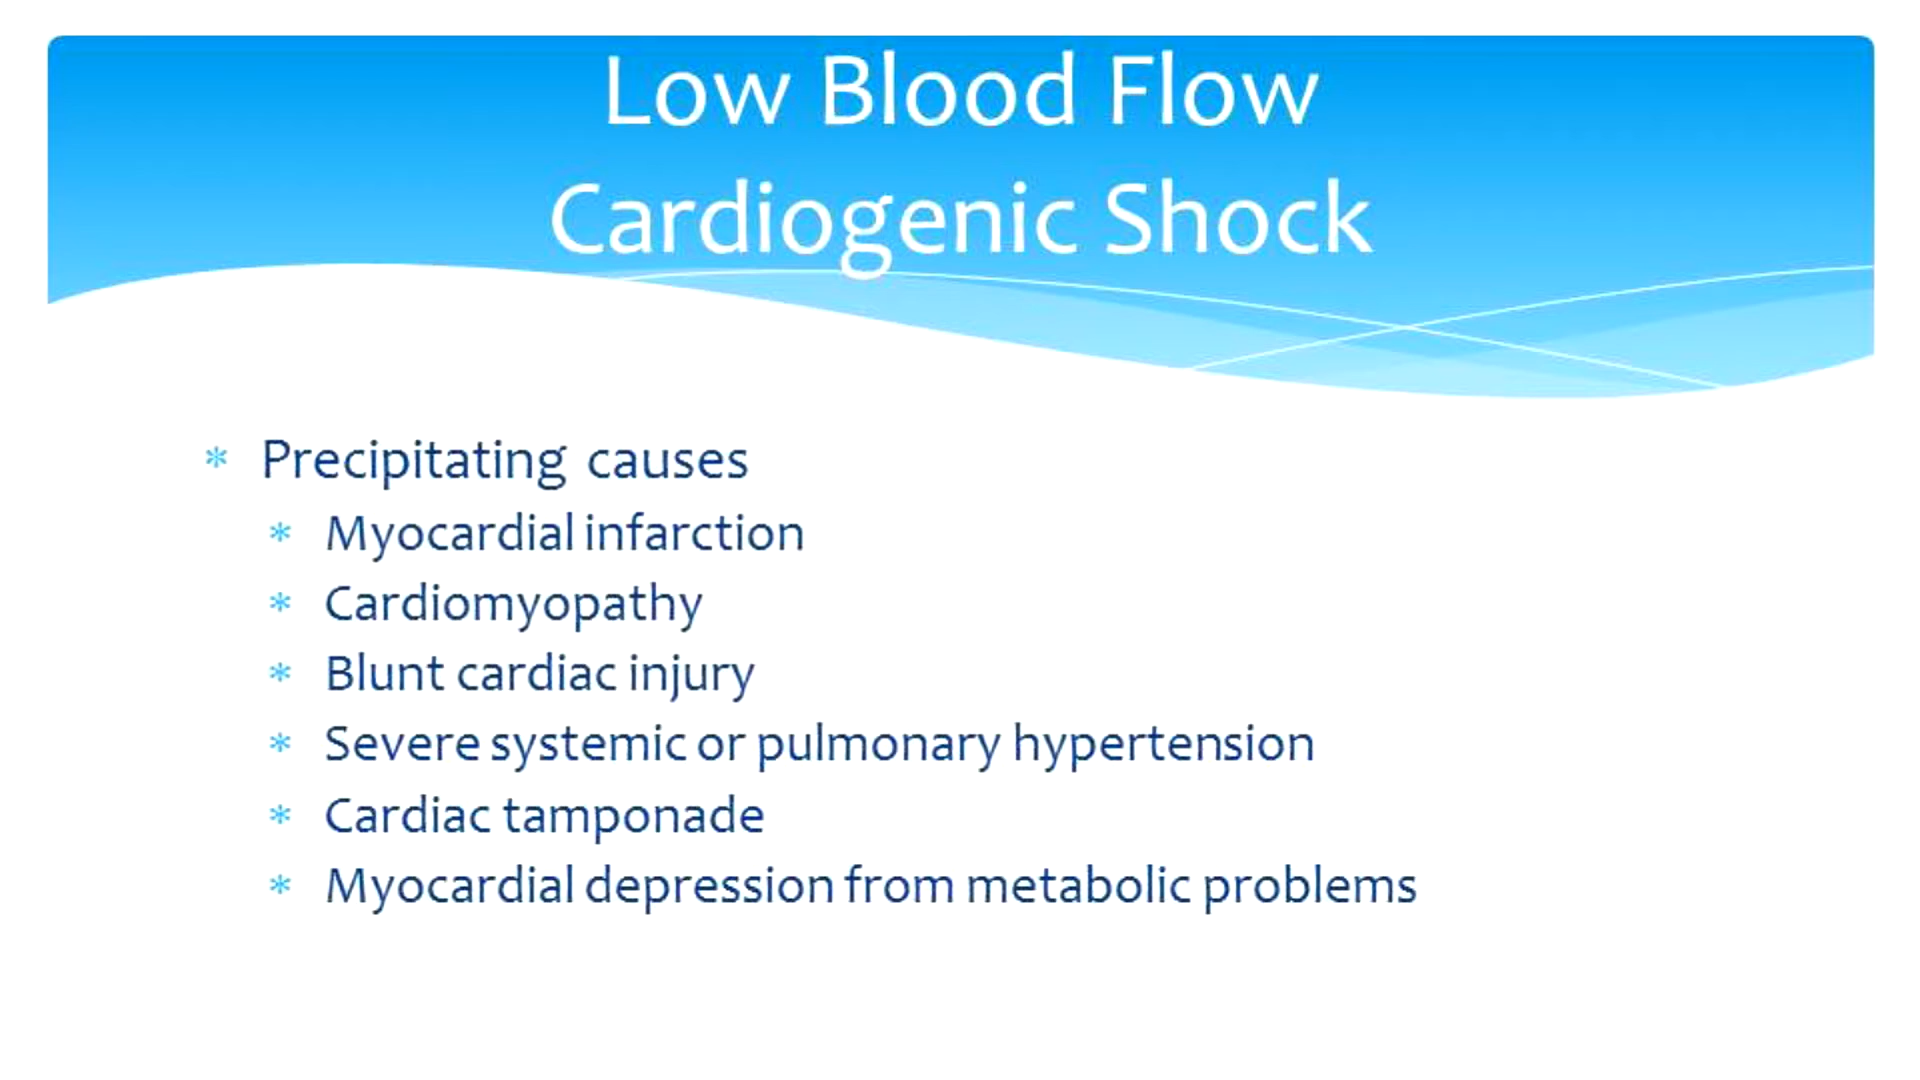 Low Blood Flow
Cardiogenic Shock
* Precipitating causes
* Myocardial infarction
* Cardiomyopathy
* Blunt cardiac injury
* Severe systemic or pulmonary hypertension
* Cardiac tamponade
* Myocardial depression from metabolic problems